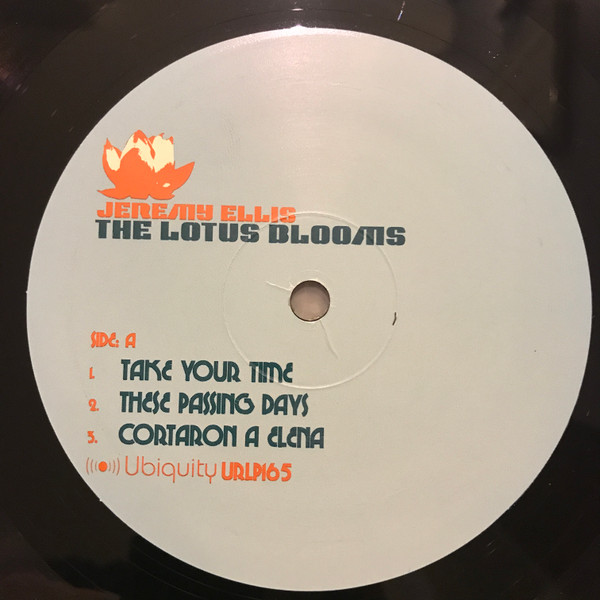 JEREMY ELLIS
THE LOTUS BLOOMS
SIDE: A
1. TAKE YOUR TIME
2. THESE PASSING DAYS
3. CORTARON A ELENA
Ubiquity URLP165